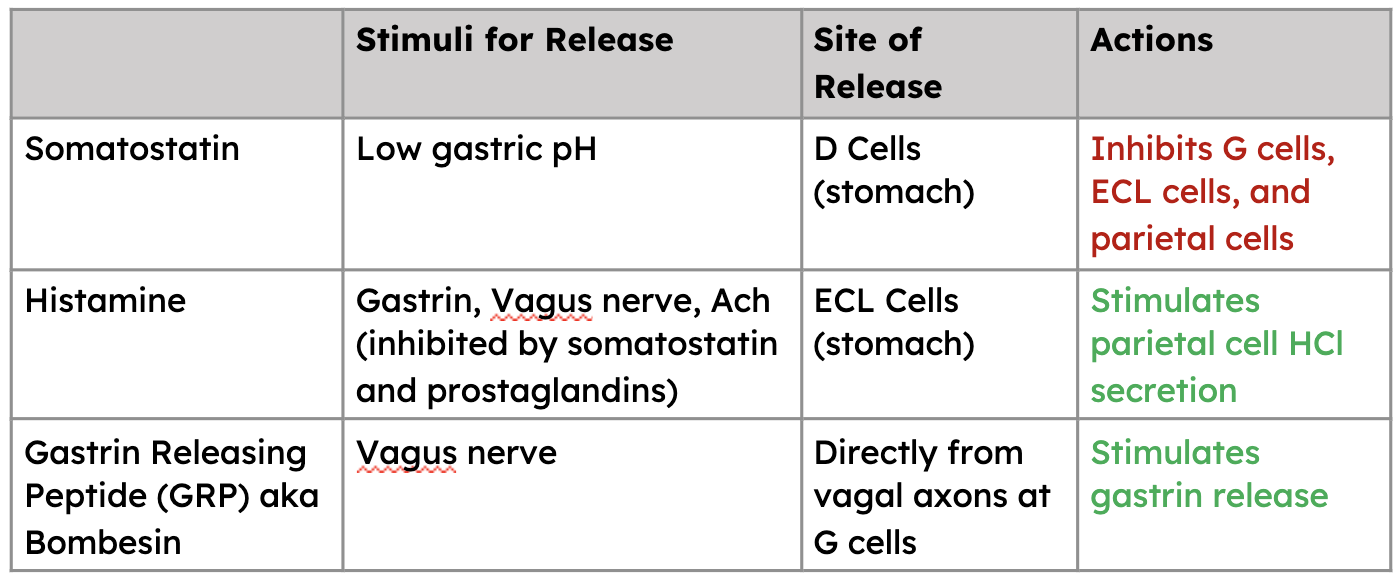 Stimuli for Release
Site of
Release
Actions
Somatostatin
Low gastric pH
D Cells
(stomach)
Inhibits G cells,
ECL cells, and
parietal cells
Histamine
Gastrin, Vagus nerve, Ach
(inhibited by somatostatin
and prostaglandins)
ECL Cells
(stomach)
Stimulates
parietal cell HCl
secretion
Gastrin Releasing
Peptide (GRP) aka
Bombesin
Vagus nerve
Directly from
vagal axons at
G cells
Stimulates
gastrin release